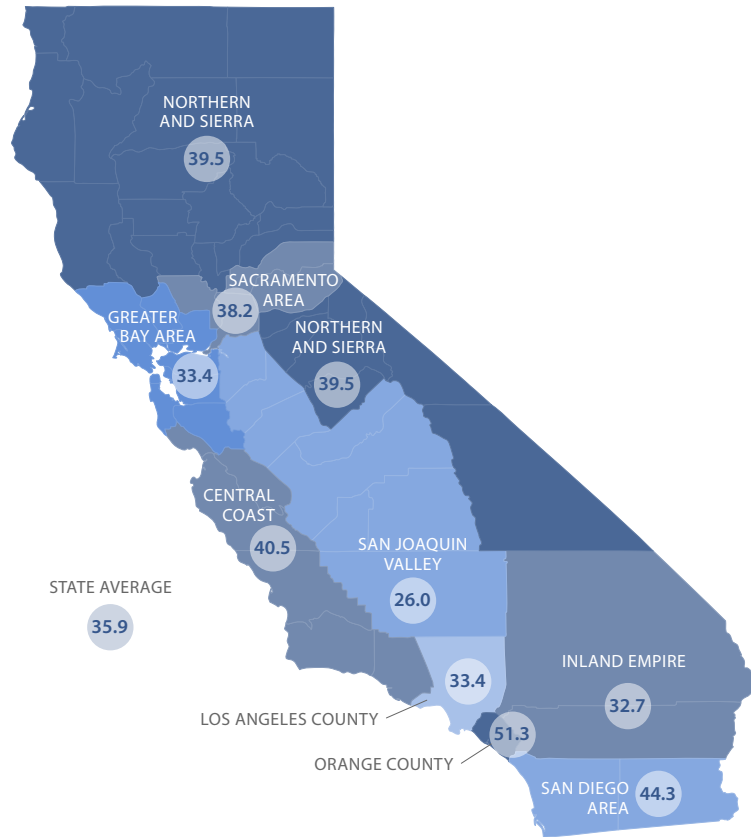 NORTHERN
AND SIERRA
39.5
SACRAMENTO
AREA
38.2
GREATER
BAY AREA
33.4
NORTHERN
AND SIERRA
39.5
CENTRAL
COAST
40.5
SAN JOAQUIN
VALLEY
26.0
STATE AVERAGE
35.9
INLAND EMPIRE
32.7
33.4
LOS ANGELES COUNTY
51.3
ORANGE COUNTY
SAN DIEGO
AREA
44.3